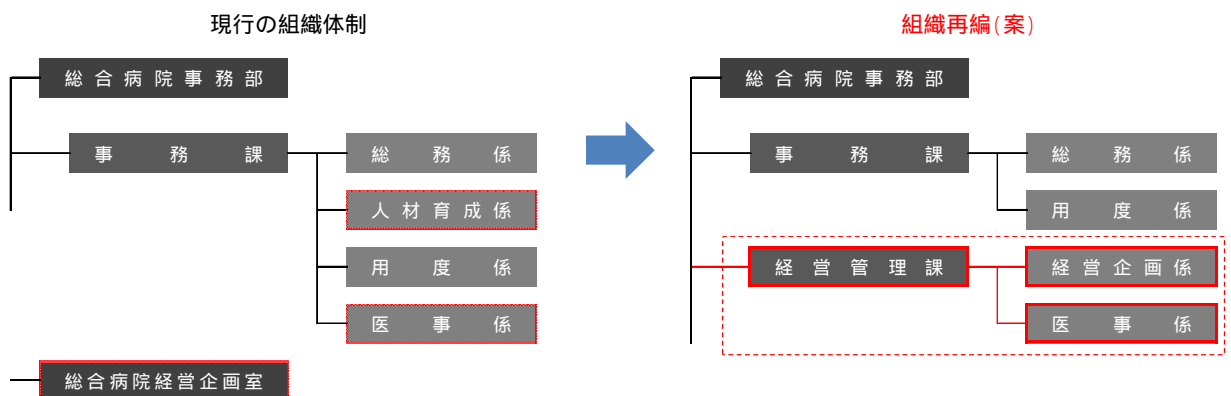 現行の組織体制
総合病院事務部
事務課
総務係
人材育成係
用度係
医事係
総合病院経営企画室
組織再編(案)
総合病院事務部
事務課
総務係
用度係
経営管理課
経営企画係
医事係